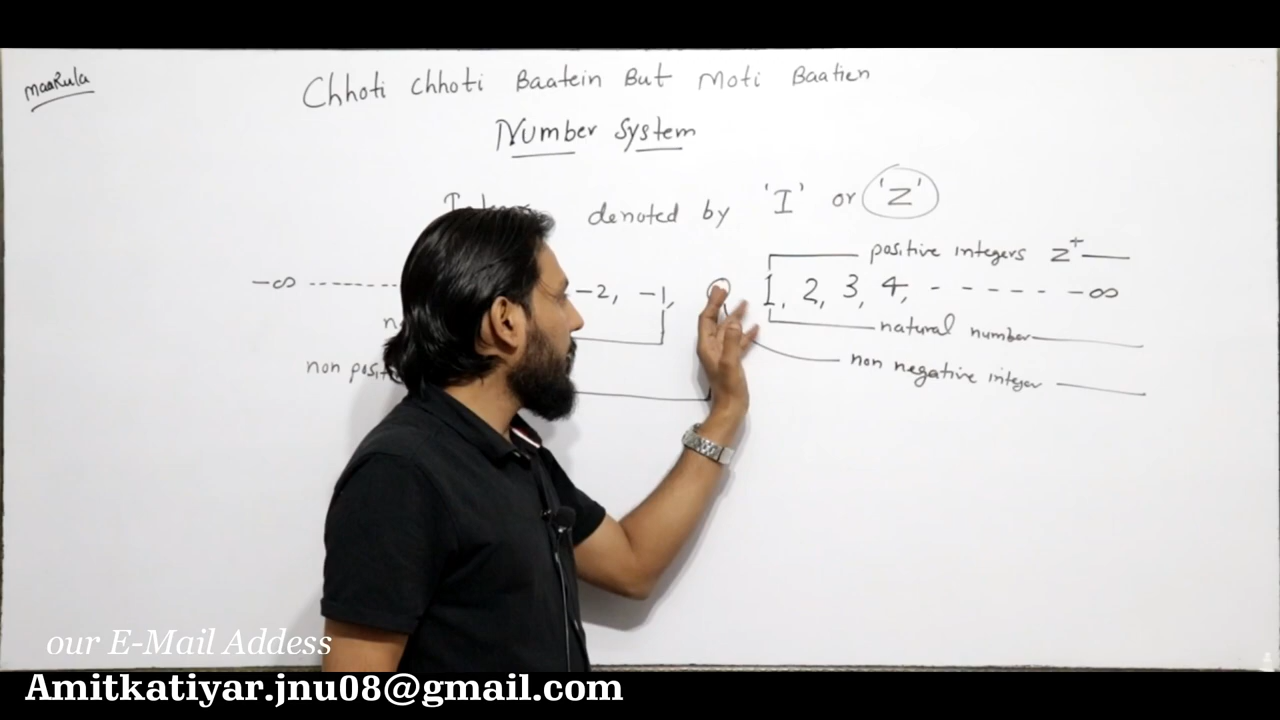 maaRula
Chhoti Chhoti Baatein But Moti Baatien
Number System
denoted by 'I' or 'Z'
positive integers Z⁺
-∞ -------- -2, -1, 0 1, 2, 3, 4, ------ -∞
natural number
non negative integer
non
our E-Mail Addess
Amitkatiyar.jnu08@gmail.com